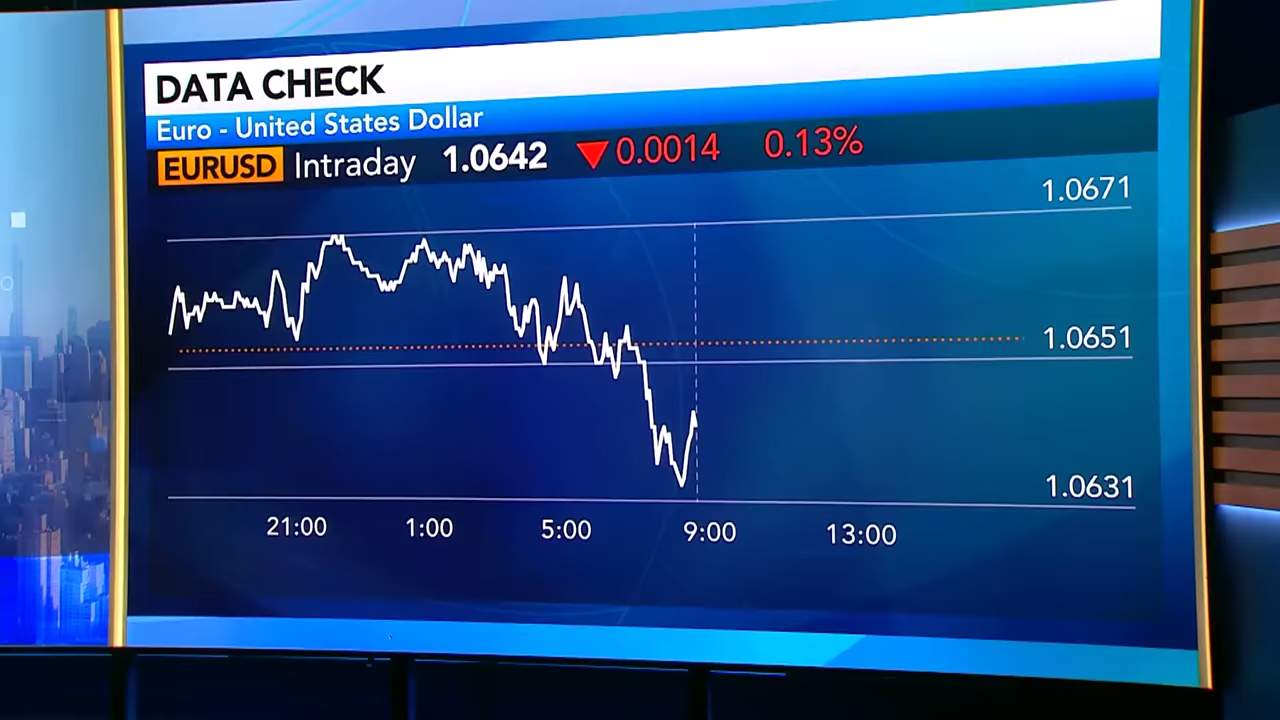 DATA CHECK
Euro - United States Dollar
EURUSD Intraday 1.0642 ▼0.0014 0.13%
1.0671
1.0651
1.0631
21:00 1:00 5:00 9:00 13:00